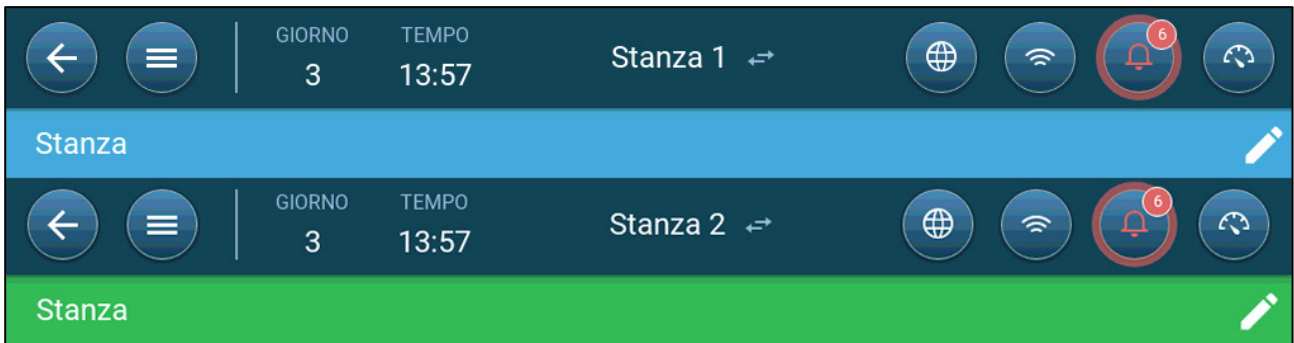 GIORNO TEMPO
3 13:57 Stanza 1 6
Stanza
GIORNO TEMPO
3 13:57 Stanza 2 6
Stanza